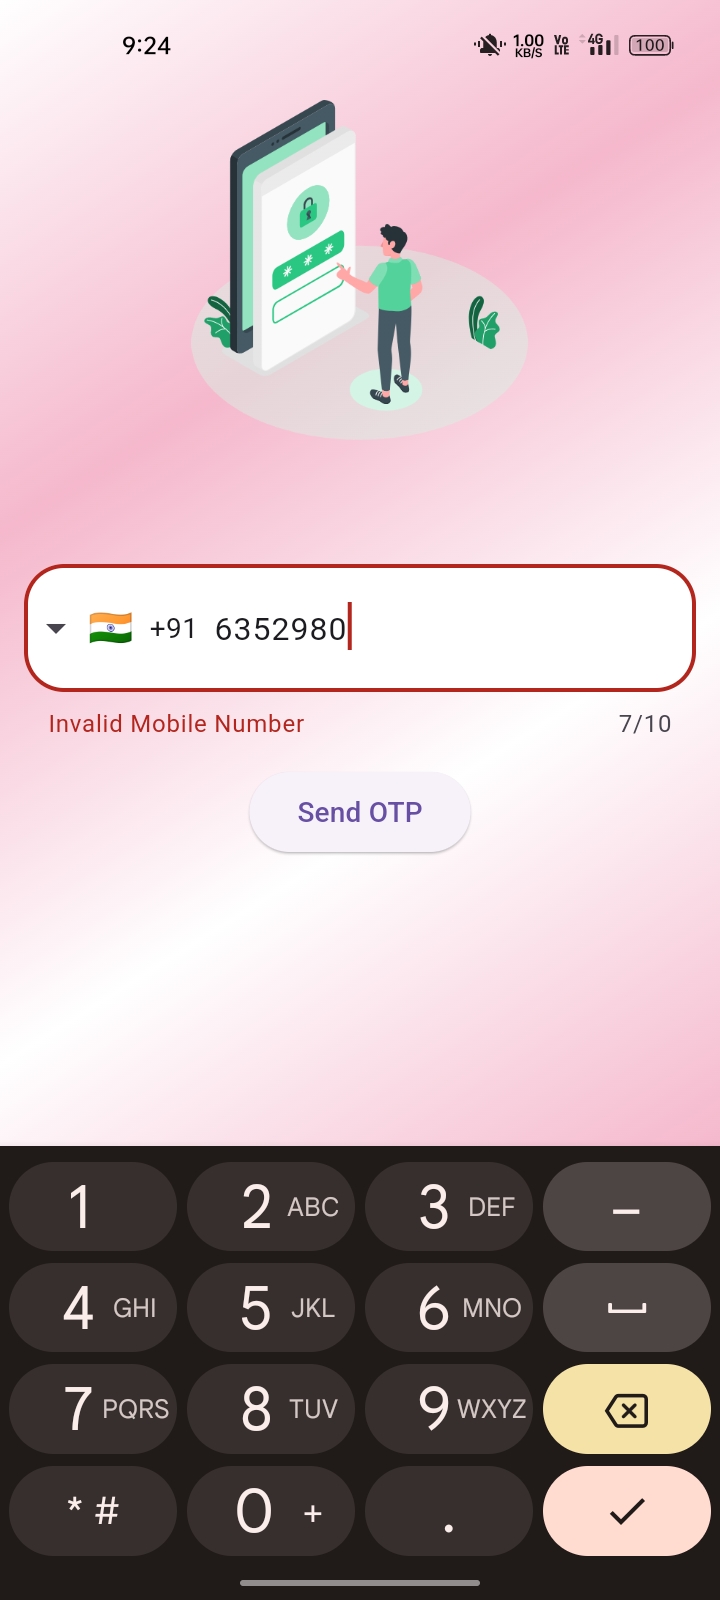 9:24 1.00 KB/S Vo LTE 4G 100
* * *
+91 6352980
Invalid Mobile Number 7/10
Send OTP
1 2 ABC 3 DEF –
4 GHI 5 JKL 6 MNO
7 PQRS 8 TUV 9 WXYZ
* # 0 + .